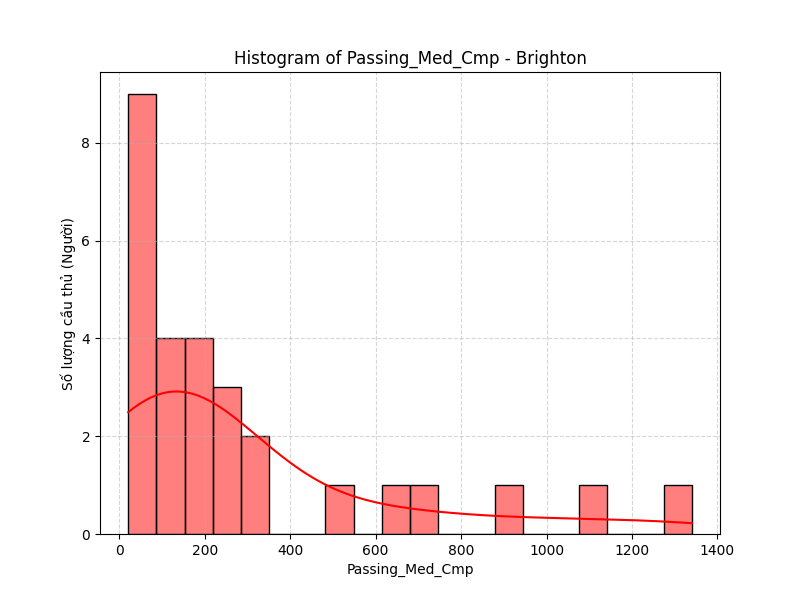 Histogram of Passing_Med_Cmp - Brighton
Số lượng cầu thủ (Người)
8
6
4
2
0
0 200 400 600 800 1000 1200 1400
Passing_Med_Cmp